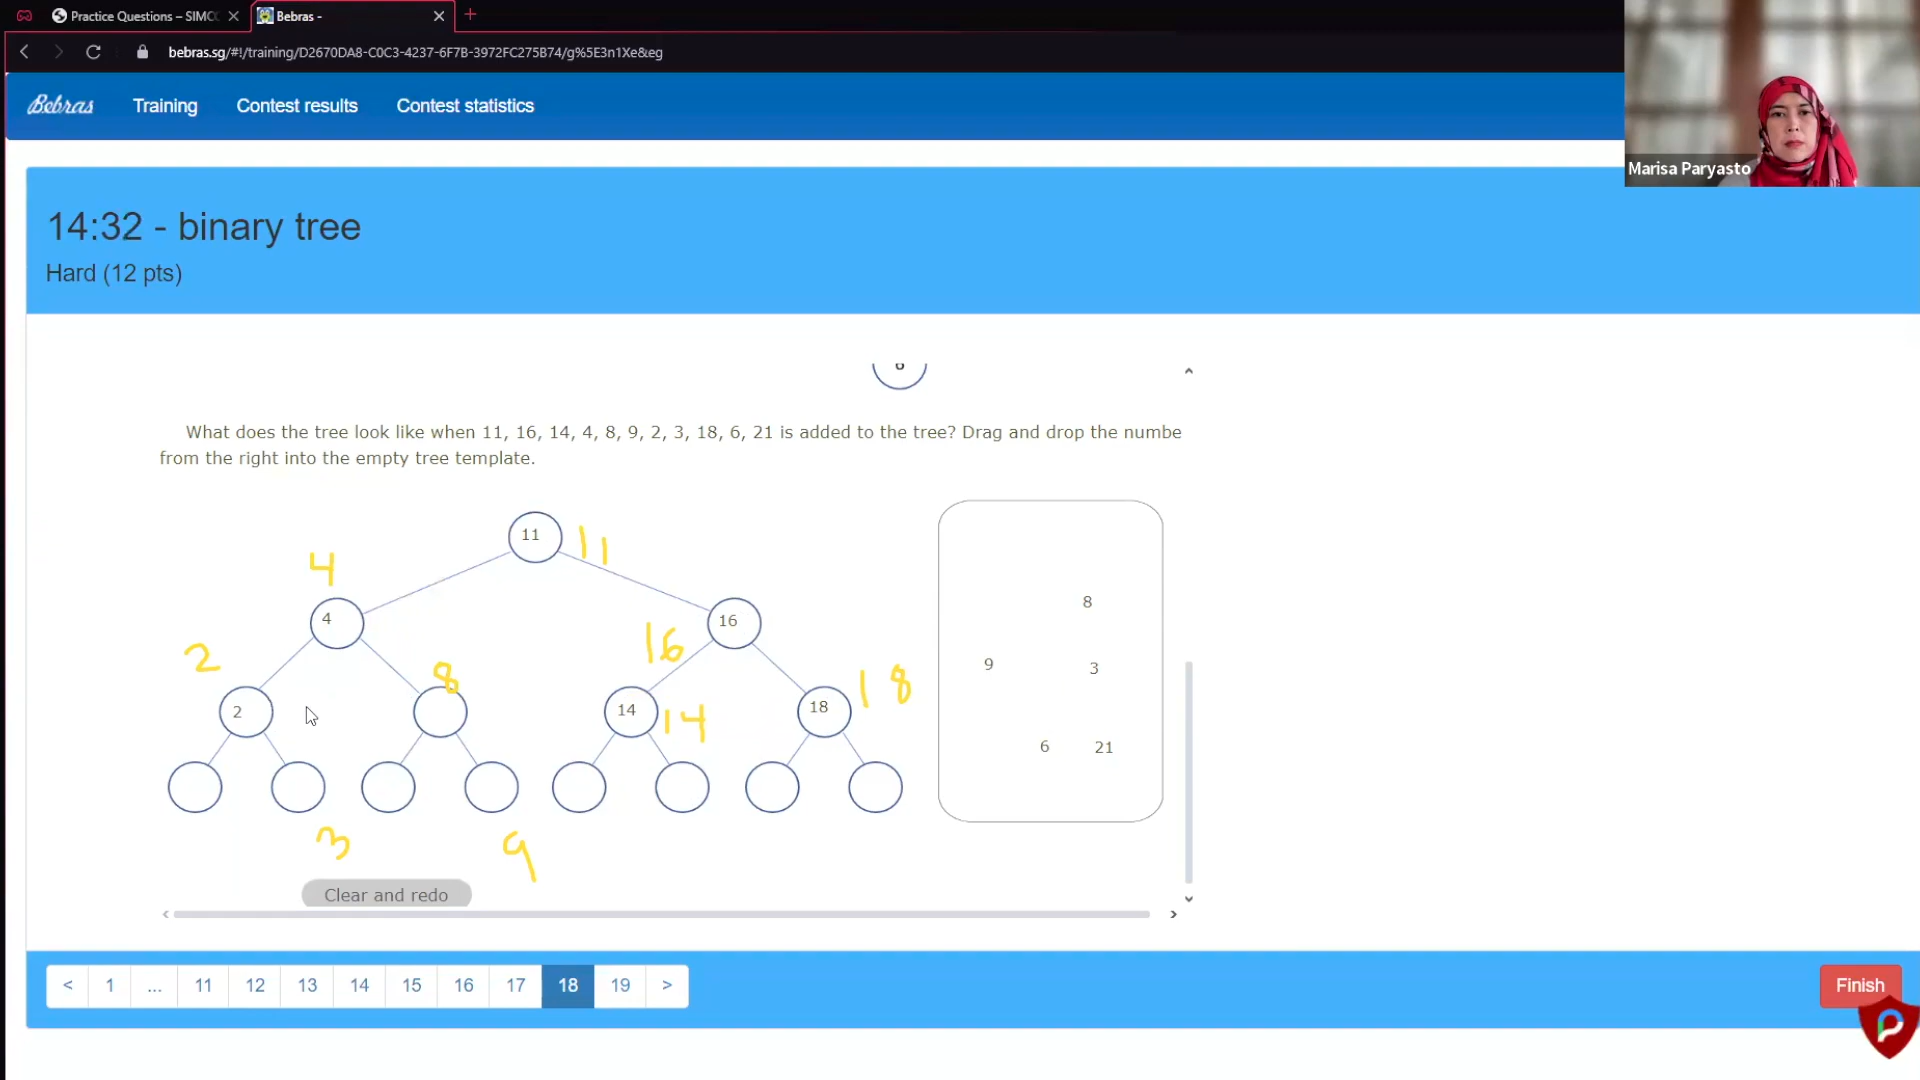 Practice Questions – SIMCC
Bebras -
bebras.sg/#!/training/D2670DA8-C0C3-4237-6F7B-3972FC275B74/g%5E3n1Xe&eg
Bebras Training Contest results Contest statistics
Marisa Paryasto
14:32 - binary tree
Hard (12 pts)
What does the tree look like when 11, 16, 14, 4, 8, 9, 2, 3, 18, 6, 21 is added to the tree? Drag and drop the numbe
from the right into the empty tree template.
11 11
4
4 16
16
8
2 8 18
9 3
2 14 14 18
6 21
3 9
Clear and redo
< 1 ... 11 12 13 14 15 16 17 18 19 >
Finish